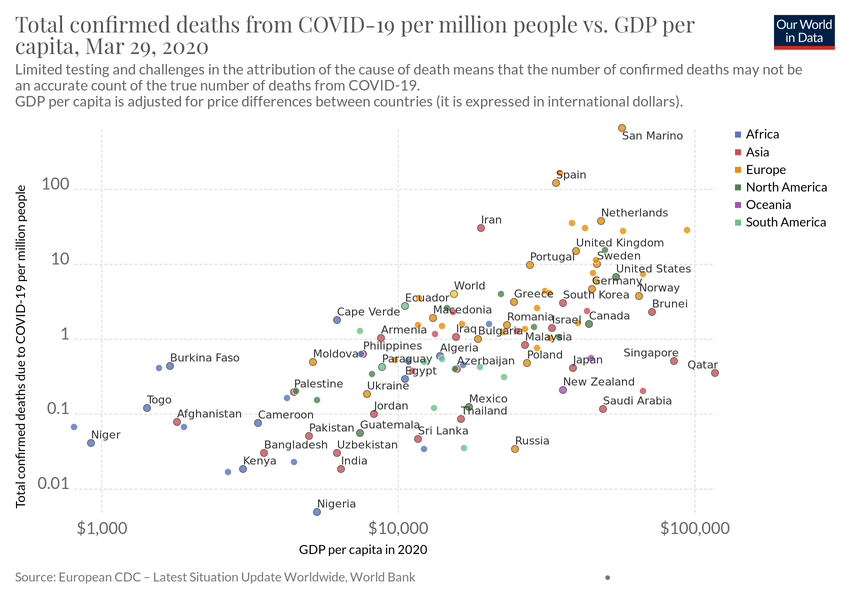 Total confirmed deaths from COVID-19 per million people vs. GDP per
capita, Mar 29, 2020
Our World
in Data
Limited testing and challenges in the attribution of the cause of death means that the number of confirmed deaths may not be
an accurate count of the true number of deaths from COVID-19.
GDP per capita is adjusted for price differences between countries (it is expressed in international dollars).
Total confirmed deaths due to COVID-19 per million people
100
10
1
0.1
0.01
San Marino
Spain
Netherlands
Iran
United Kingdom
Portugal
Sweden
United States
Germany
World
Norway
Ecuador
Greece
South Korea
Brunei
Cape Verde
Macedonia
Romania
Israel
Canada
Armenia
Iraq
Bulgaria
Malaysia
Philippines
Algeria
Moldova
Burkina Faso
Paraguay
Azerbaijan
Poland
Japan
Singapore
Qatar
Egypt
Palestine
Ukraine
New Zealand
Togo
Jordan
Mexico
Thailand
Saudi Arabia
Afghanistan
Cameroon
Pakistan
Guatemala
Sri Lanka
Niger
Bangladesh
Uzbekistan
Russia
Kenya
India
Nigeria
$1,000
$10,000
$100,000
GDP per capita in 2020
Africa
Asia
Europe
North America
Oceania
South America
Source: European CDC – Latest Situation Update Worldwide, World Bank